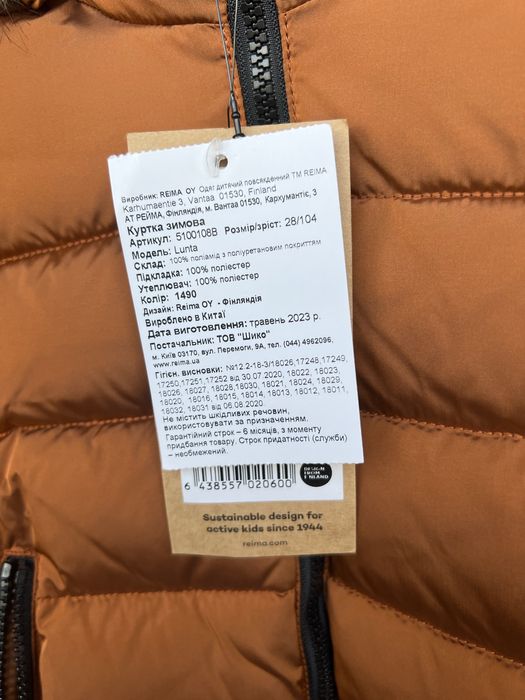 Виробник: REIMA OY Одяг дитячий повсякденний ТМ REIMA
Karhumaentie 3, Vantaa 01530, Finland
АТ РЕЙМА, Фінляндія, м. Вантаа 01530, Кархумантіє, 3
Куртка зимова
Артикул: 5100108B Розмір/зріст: 28/104
Модель: Lunta
Склад: 100% поліамід з поліуретановим покриттям
Підкладка: 100% поліестер
Утеплювач: 100% поліестер
Колір: 1490
Дизайн: Reima OY - Фінляндія
Вироблено в Китаї
Дата виготовлення: травень 2023 р.
Постачальник: ТОВ "Шико"
м. Київ 03170, вул. Перемоги, 9А, тел. (044) 4962096,
www.reima.ua
Гігієн. висновки: №12.2-18-3/18026,17248,17249,
17250,17251,17252 від 30.07.2020, 18022, 18023,
18026, 18027, 18028,18030, 18021, 18024, 18029,
18020, 18016, 18015, 18014, 18013, 18012, 18011,
18032, 18031 від 06.08.2020.
Не містить шкідливих речовин,
використовувати за призначенням.
Гарантійний строк – 6 місяців, з моменту
придбання товару. Строк придатності (служби)
– необмежений.
6 438557 020600
DESIGN
FROM
FINLAND
Sustainable design for
active kids since 1944
reima.com